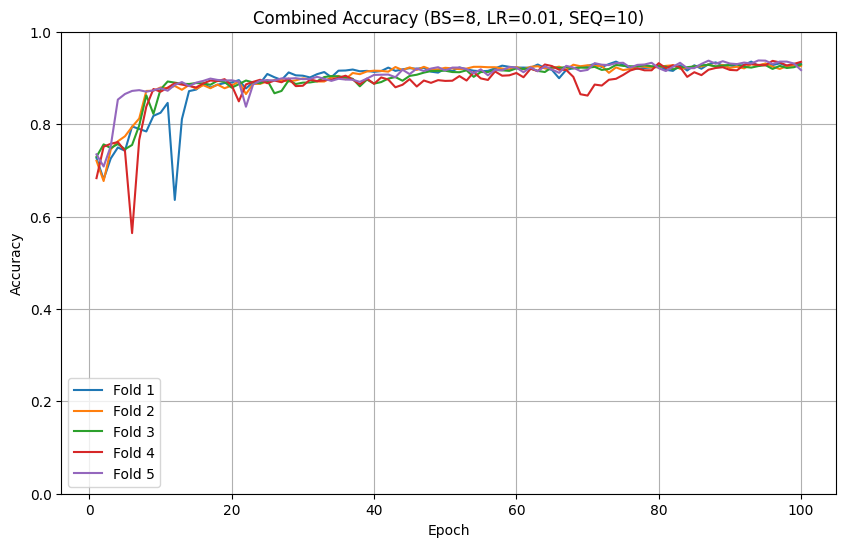 Combined Accuracy (BS=8, LR=0.01, SEQ=10)
1.0
0.8
0.6
0.4
0.2
0.0
Accuracy
Fold 1
Fold 2
Fold 3
Fold 4
Fold 5
0 20 40 60 80 100
Epoch